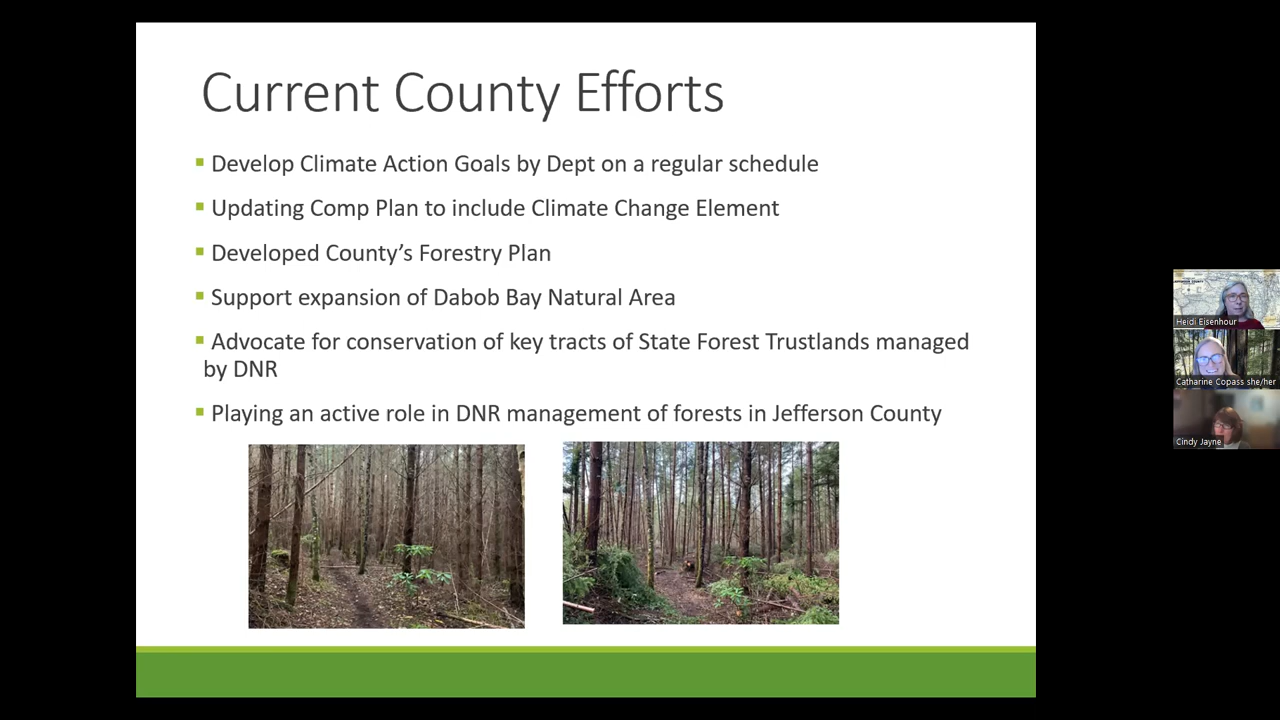 Current County Efforts
Develop Climate Action Goals by Dept on a regular schedule
Updating Comp Plan to include Climate Change Element
Developed County’s Forestry Plan
Support expansion of Dabob Bay Natural Area
Advocate for conservation of key tracts of State Forest Trustlands managed
by DNR
Playing an active role in DNR management of forests in Jefferson County
Heidi Eisenhour
Catharine Copass she/her
Cindy Jayne